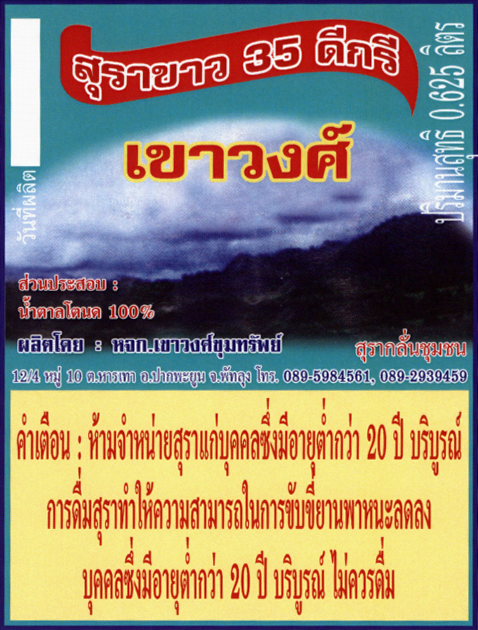 สุราขาว 35 ดีกรี
ปริมาณสุทธิ 0.625 ลิตร
เขาวงศ์
วันที่ผลิต
ส่วนประสอบ :
น้ำตาลโตนด 100%
ผลิตโดย : หจก.เขาวงศ์ขุมทรัพย์
สุรากลั่นชุมชน
12/4 หมู่ 10 ต.หารเทา อ.ปากพะยูน จ.พัทลุง โทร. 089-5984561, 089-2939459
คำเตือน : ห้ามจำหน่ายสุราแก่บุคคลซึ่งมีอายุต่ำกว่า 20 ปี บริบูรณ์
การดื่มสุราทำให้ความสามารถในการขับขี่ยานพาหนะลดลง
บุคคลซึ่งมีอายุต่ำกว่า 20 ปี บริบูรณ์ ไม่ควรดื่ม